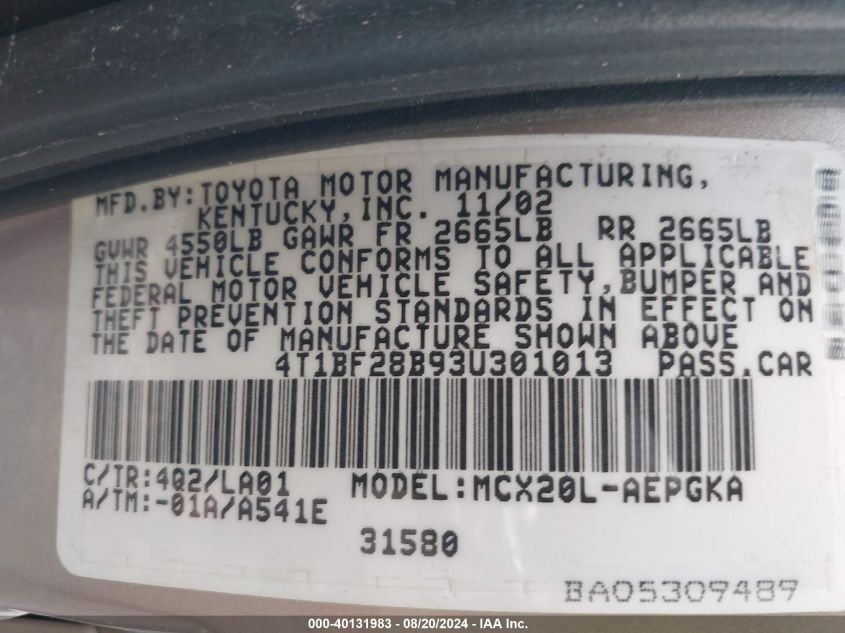 MFD.BY:TOYOTA MOTOR MANUFACTURING,
KENTUCKY,INC. 11/02
GVWR 4550LB GAWR FR 2665LB RR 2665LB
THIS VEHICLE CONFORMS TO ALL APPLICABLE
FEDERAL MOTOR VEHICLE SAFETY,BUMPER AND
THEFT PREVENTION STANDARDS IN EFFECT ON
THE DATE OF MANUFACTURE SHOWN ABOVE
4T1BF28B93U301013 PASS.CAR
C/TR:4Q2/LA01 MODEL:MCX20L-AEPGKA
A/TM:-01A/A541E
31580
BA05309489
000-40131983 - 08/20/2024 - IAA Inc.